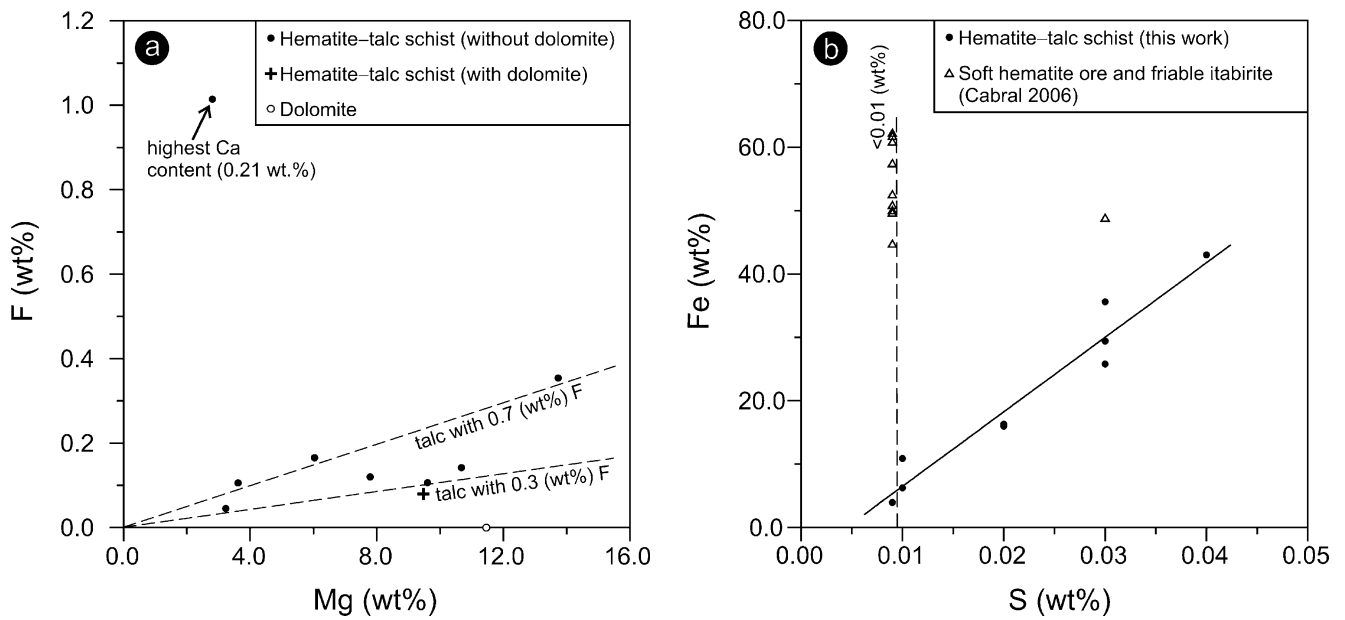 a
1.2
1.0
0.8
0.6
0.4
0.2
0.0
F (wt%)
Hematite–talc schist (without dolomite)
Hematite–talc schist (with dolomite)
Dolomite
highest Ca
content (0.21 wt.%)
talc with 0.7 (wt%) F
talc with 0.3 (wt%) F
0.0 4.0 8.0 12.0 16.0
Mg (wt%)
b
80.0
60.0
40.0
20.0
0.0
Fe (wt%)
<0.01 (wt%)
Hematite–talc schist (this work)
Soft hematite ore and friable itabirite
(Cabral 2006)
0.00 0.01 0.02 0.03 0.04 0.05
S (wt%)